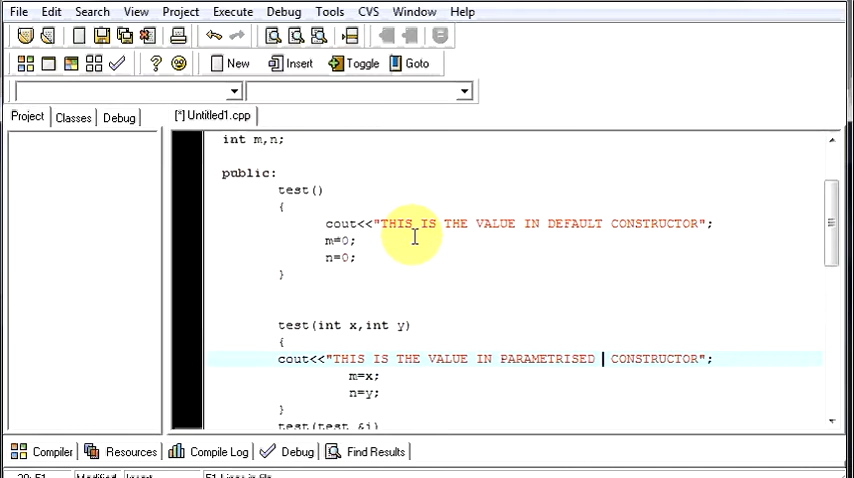 File Edit Search View Project Execute Debug Tools CVS Window Help
New Insert Toggle Goto
Project Classes Debug [*] Untitled1.cpp
int m,n;
public:
test()
{
cout<<"THIS IS THE VALUE IN DEFAULT CONSTRUCTOR";
m=0;
n=0;
}
test(int x,int y)
{
cout<<"THIS IS THE VALUE IN PARAMETRISED CONSTRUCTOR";
m=x;
n=y;
}
test(test &i)
Compiler Resources Compile Log Debug Find Results